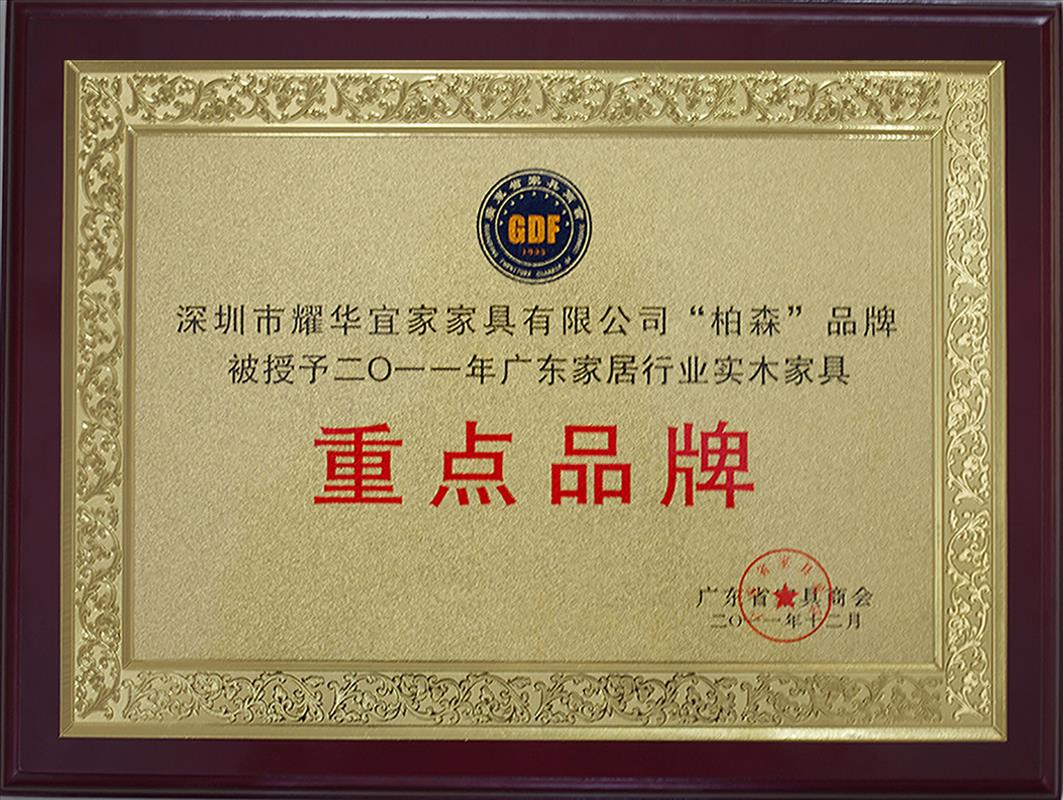 GDF
深圳市耀华宜家家具有限公司“柏森”品牌
被授予二〇一一年广东家居行业实木家具
重点品牌
广东省家具商会
二〇一一年十二月